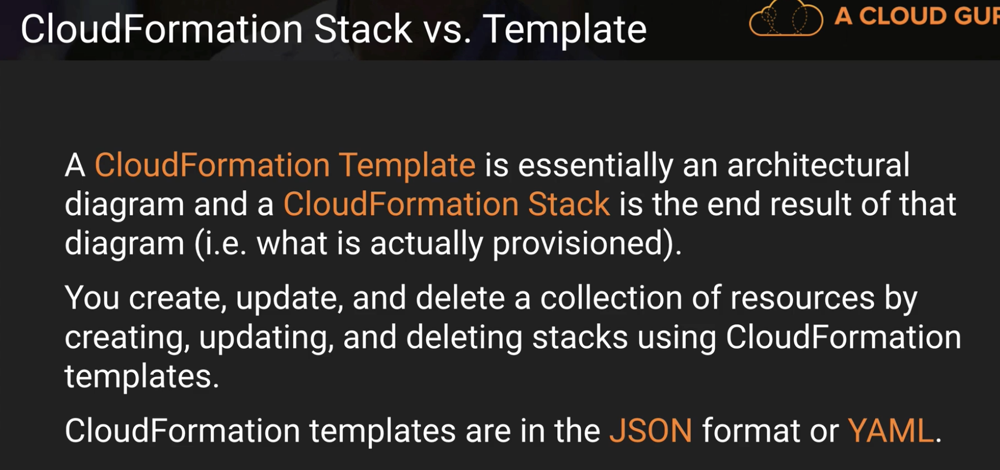 CloudFormation Stack vs. Template
A CLOUD
A CloudFormation Template is essentially an architectural
diagram and a CloudFormation Stack is the end result of that
diagram (i.e. what is actually provisioned).
You create, update, and delete a collection of resources by
creating, updating, and deleting stacks using CloudFormation
templates.
CloudFormation templates are in the JSON format or YAML.